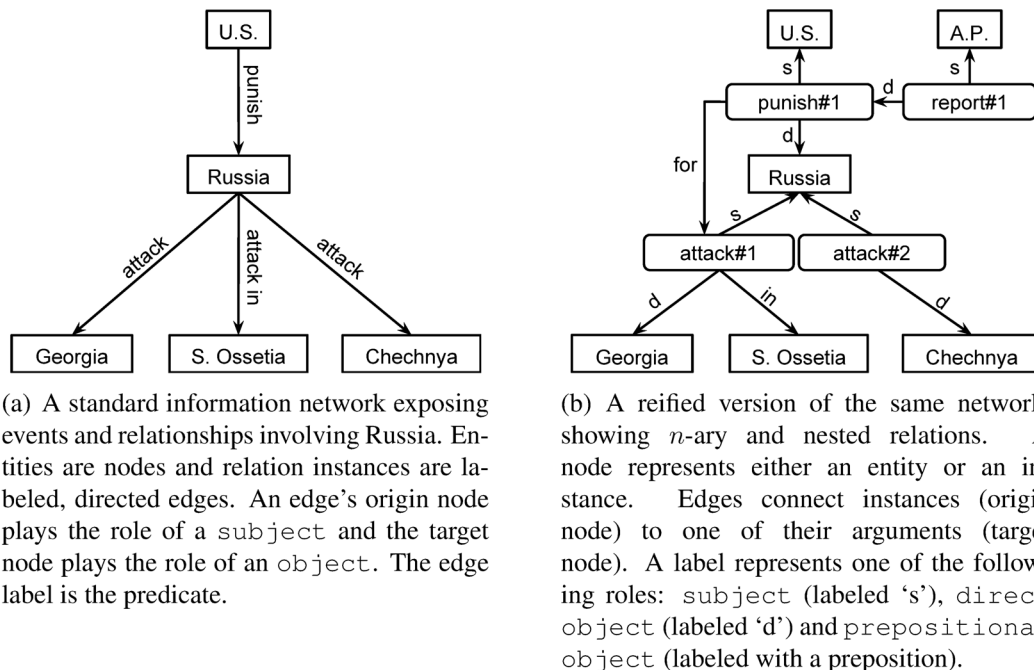 U.S.
punish
Russia
attack
attack in
attack
Georgia
S. Ossetia
Chechnya
(a) A standard information network exposing
events and relationships involving Russia. En-
tities are nodes and relation instances are la-
beled, directed edges. An edge's origin node
plays the role of a subject and the target
node plays the role of an object. The edge
label is the predicate.
U.S.
A.P.
s
s
punish#1
d
report#1
d
for
Russia
s
s
attack#1
attack#2
d
in
d
Georgia
S. Ossetia
Chechnya
(b) A reified version of the same network
showing n-ary and nested relations.
node represents either an entity or an in
stance. Edges connect instances (origi
node) to one of their arguments (targe
node). A label represents one of the follow
ing roles: subject (labeled ‘s’), direc
object (labeled ‘d’) and prepositiona
object (labeled with a preposition).